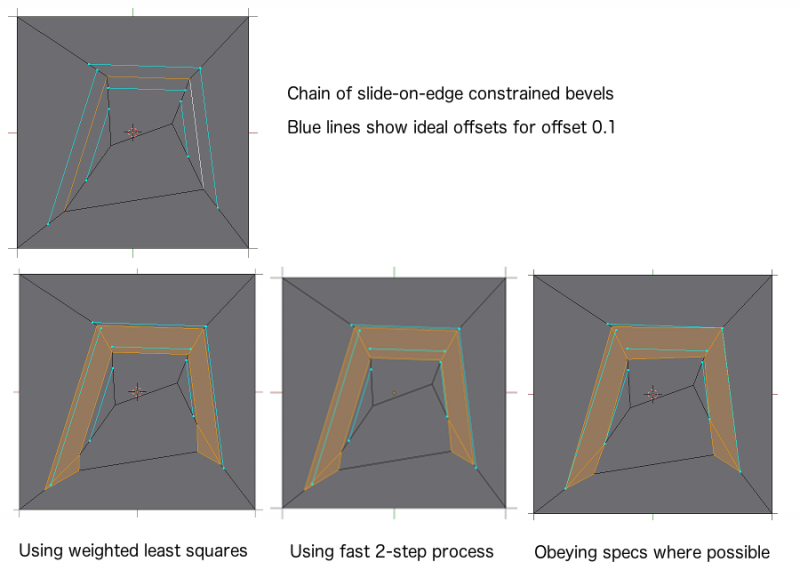 Chain of slide-on-edge constrained bevels
Blue lines show ideal offsets for offset 0.1
Using weighted least squares
Using fast 2-step process
Obeying specs where possible